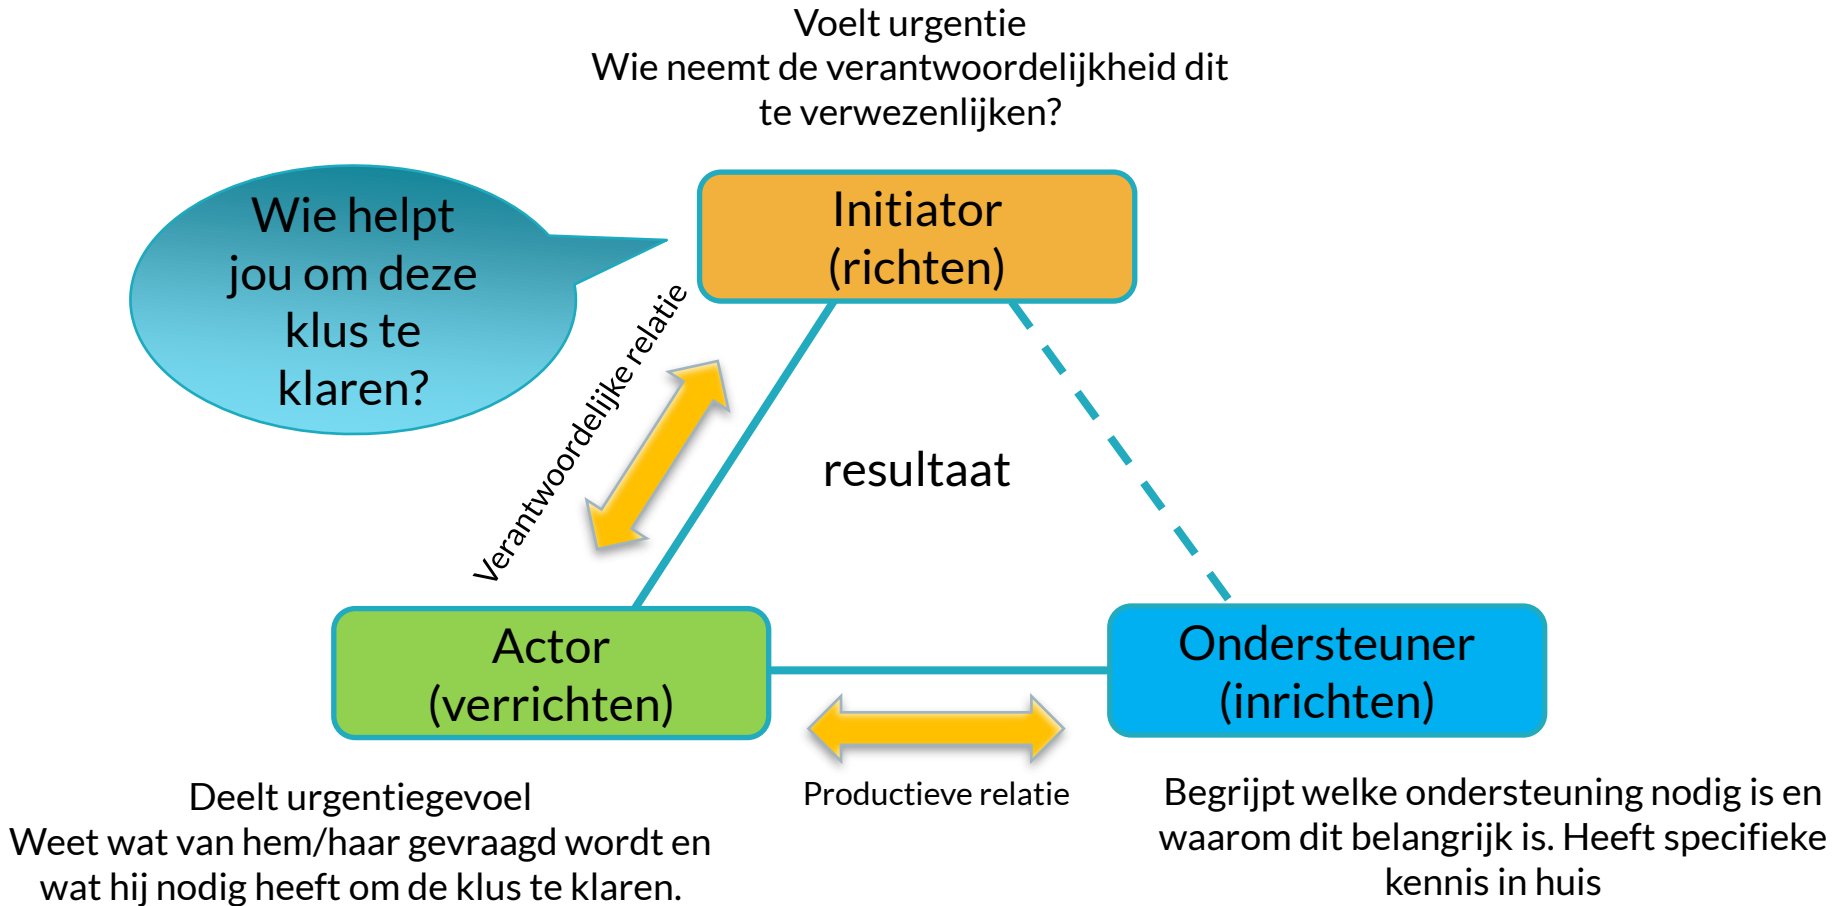 Voelt urgentie
Wie neemt de verantwoordelijkheid dit
te verwezenlijken?
Wie helpt
jou om deze
klus te
klaren?
Initiator
(richten)
Verantwoordelijke relatie
resultaat
Actor
(verrichten)
Ondersteuner
(inrichten)
Productieve relatie
Deelt urgentiegevoel
Weet wat van hem/haar gevraagd wordt en
wat hij nodig heeft om de klus te klaren.
Begrijpt welke ondersteuning nodig is en
waarom dit belangrijk is. Heeft specifieke
kennis in huis